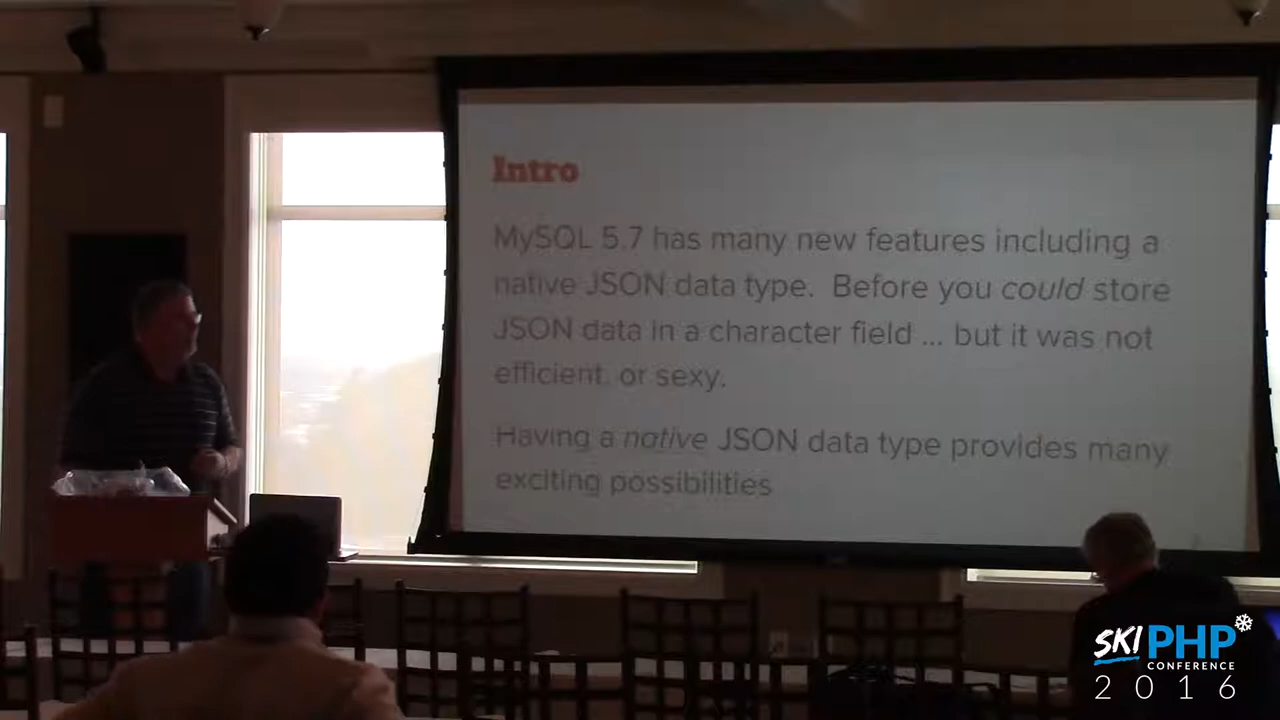 Intro
MySQL 5.7 has many new features including a
native JSON data type. Before you could store
JSON data in a character field ... but it was not
efficient, or sexy.
Having a native JSON data type provides many
exciting possibilities
SKI PHP
CONFERENCE
2016